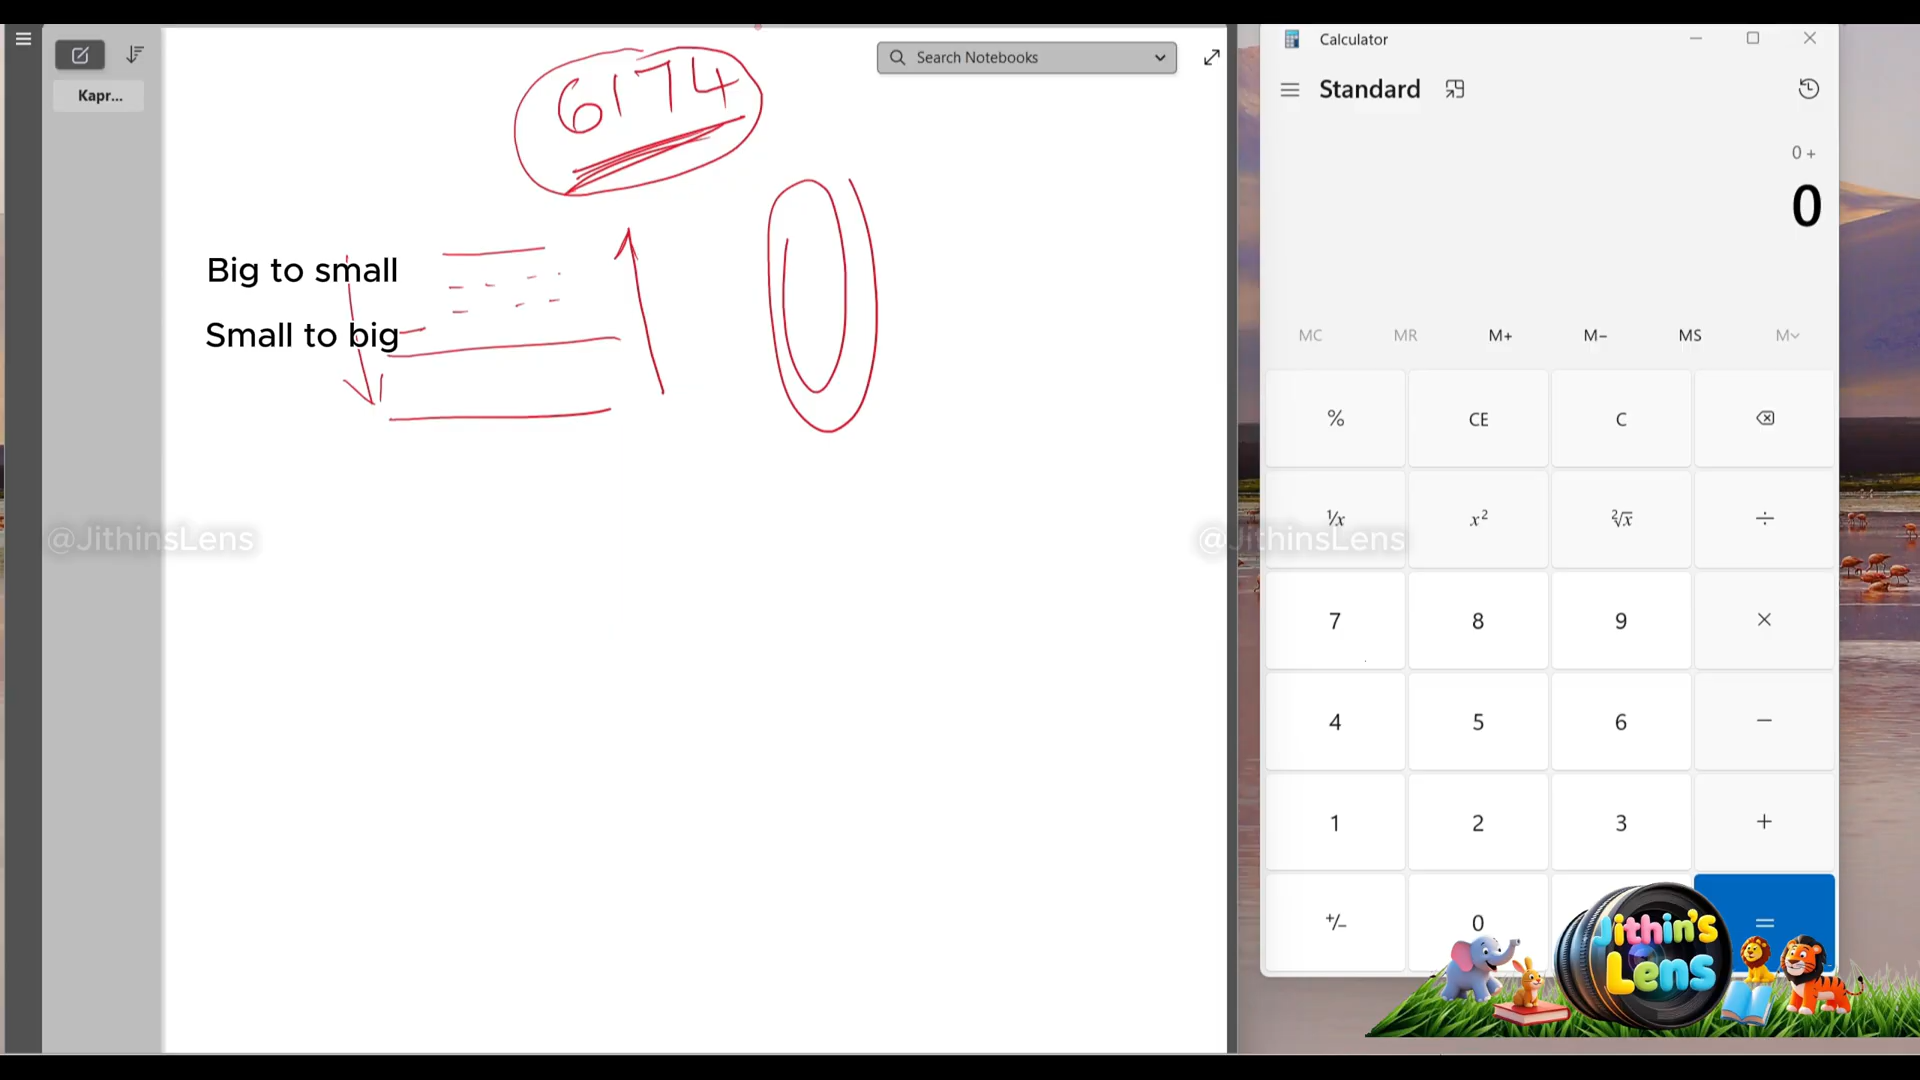 Kapr...
Search Notebooks
6174
Big to small
Small to big
@JithinsLens
@JithinsLens
Calculator
Standard
0 +
0
MC MR M+ M− MS M
% CE C
¹/x x² ²√x ÷
7 8 9 ×
4 5 6 −
1 2 3 +
+/− 0 =
Jithin's
Lens